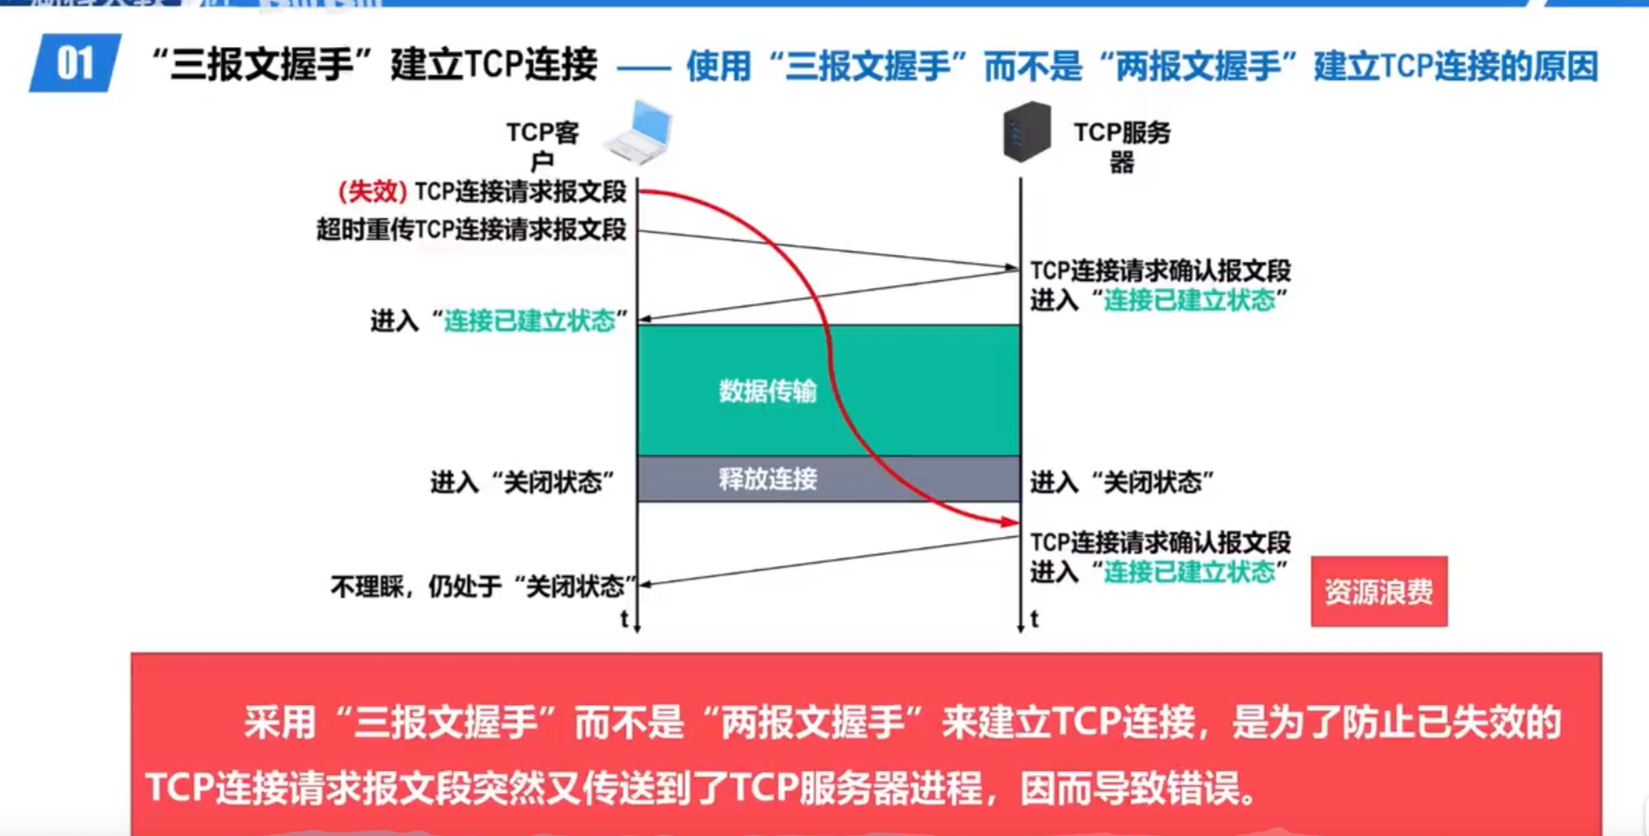 01
“三报文握手”建立TCP连接 —— 使用“三报文握手”而不是“两报文握手”建立TCP连接的原因
TCP客
户
TCP服务
器
(失效) TCP连接请求报文段
超时重传TCP连接请求报文段
TCP连接请求确认报文段
进入“连接已建立状态”
进入“连接已建立状态”
数据传输
进入“关闭状态”
释放连接
进入“关闭状态”
TCP连接请求确认报文段
进入“连接已建立状态”
资源浪费
不理睬，仍处于“关闭状态”
t
t
采用“三报文握手”而不是“两报文握手”来建立TCP连接，是为了防止已失效的
TCP连接请求报文段突然又传送到了TCP服务器进程，因而导致错误。